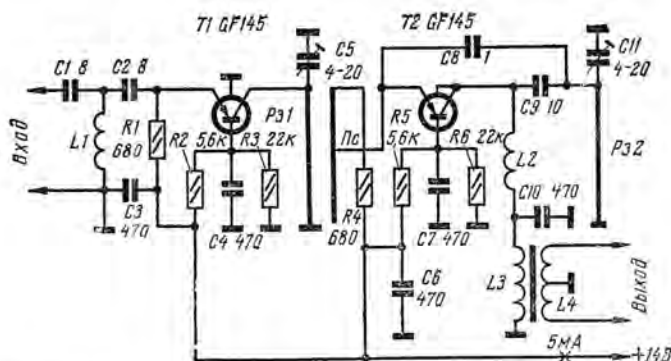 T1 GF145
T2 GF145
C1 8
C2 8
C5
4-20
C8
1
C11
4-20
Вход
L1
R1
680
Рэ1
R2
5,6к
R3 22к
Пс
R5
5,6к
R6 22к
C9 10
L2
Рэ2
C3
470
C4 470
R4
680
C7 470
C10 470
C6
470
L3
L4
Выход
5мА
+14В